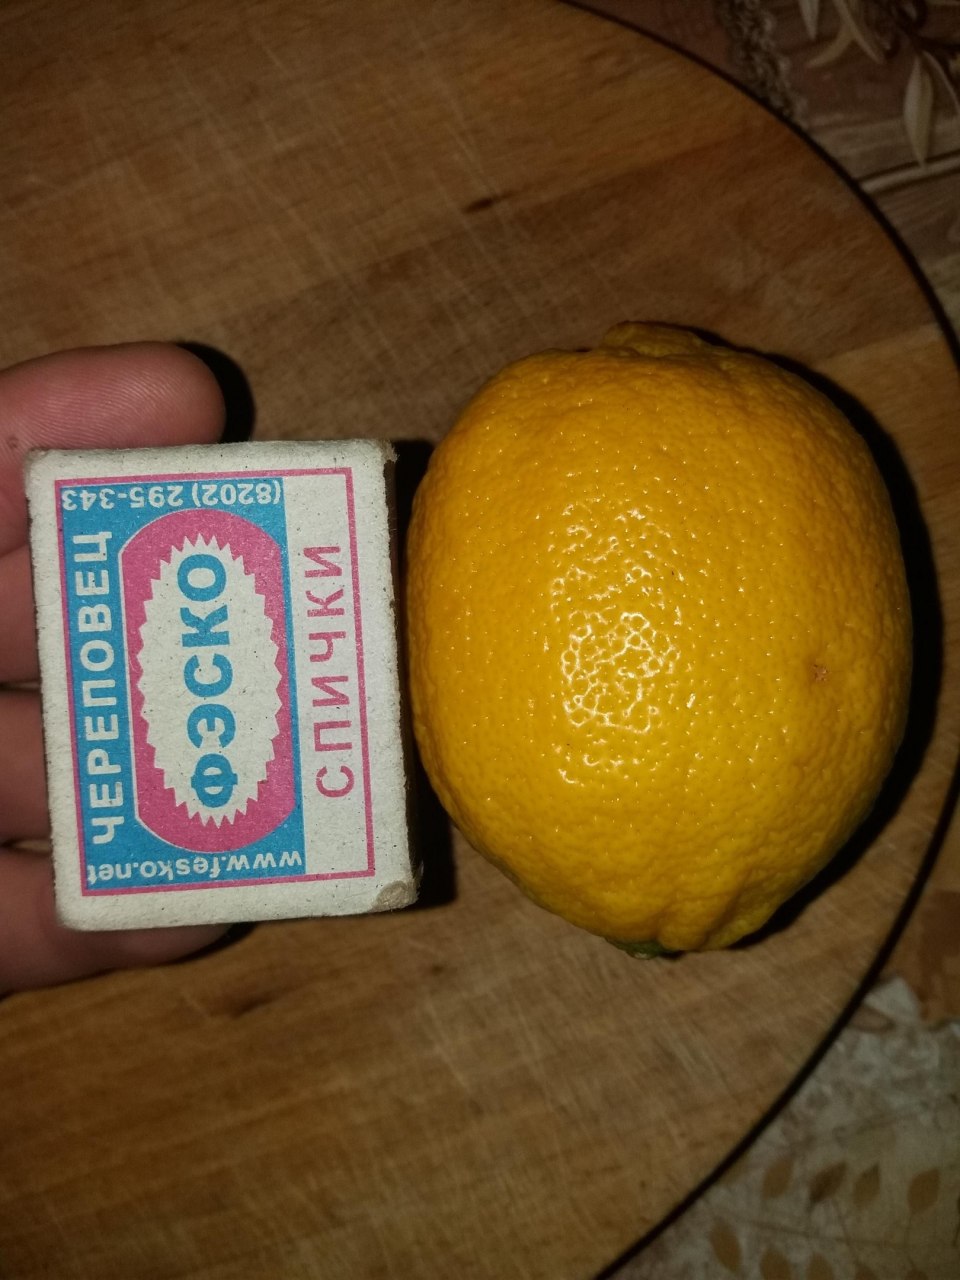 (8202) 295-343
ЧЕРЕПОВЕЦ
ФЭСКО
www.fesko.net
СПИЧКИ